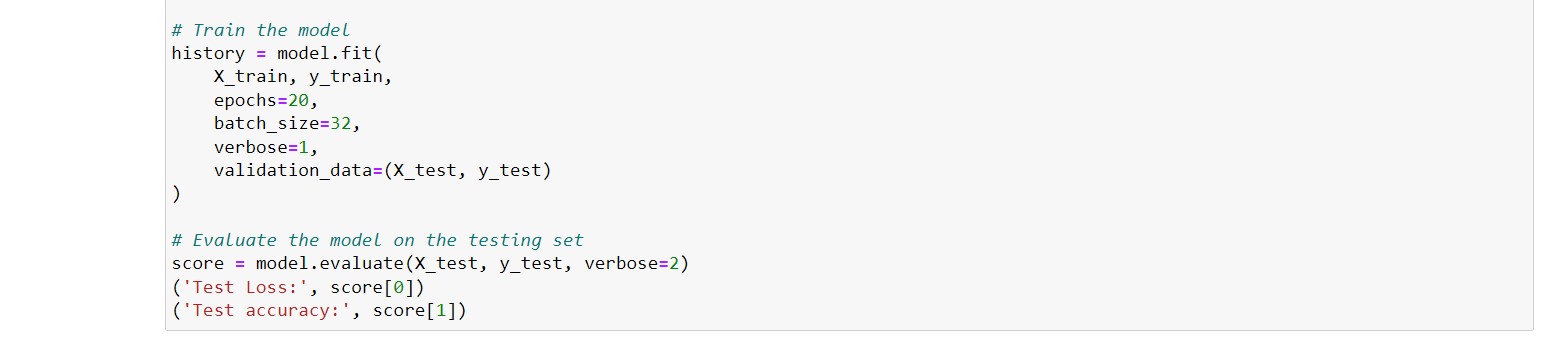 # Train the model
history = model.fit(
    X_train, y_train,
    epochs=20,
    batch_size=32,
    verbose=1,
    validation_data=(X_test, y_test)
)
# Evaluate the model on the testing set
score = model.evaluate(X_test, y_test, verbose=2)
('Test Loss:', score[0])
('Test accuracy:', score[1])